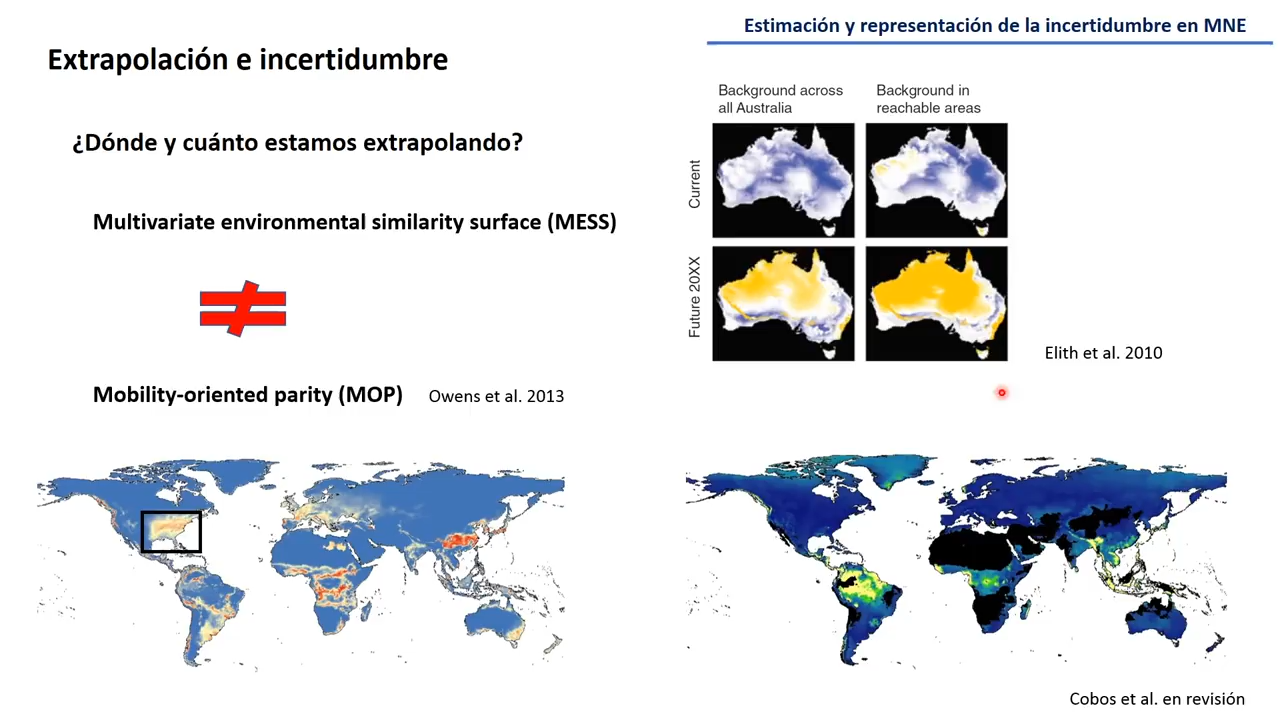 Estimación y representación de la incertidumbre en MNE
Extrapolación e incertidumbre
¿Dónde y cuánto estamos extrapolando?
Multivariate environmental similarity surface (MESS)
Mobility-oriented parity (MOP) Owens et al. 2013
Background across
all Australia
Background in
reachable areas
Current
Future 20XX
Elith et al. 2010
Cobos et al. en revisión